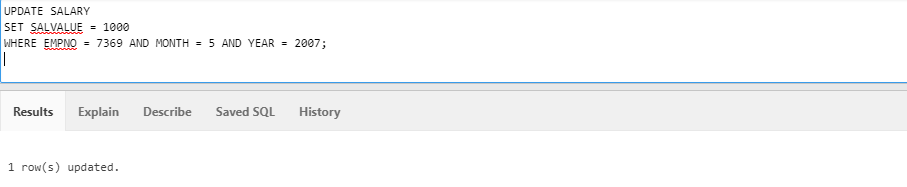 UPDATE SALARY
SET SALVALUE = 1000
WHERE EMPNO = 7369 AND MONTH = 5 AND YEAR = 2007;
Results Explain Describe Saved SQL History
1 row(s) updated.